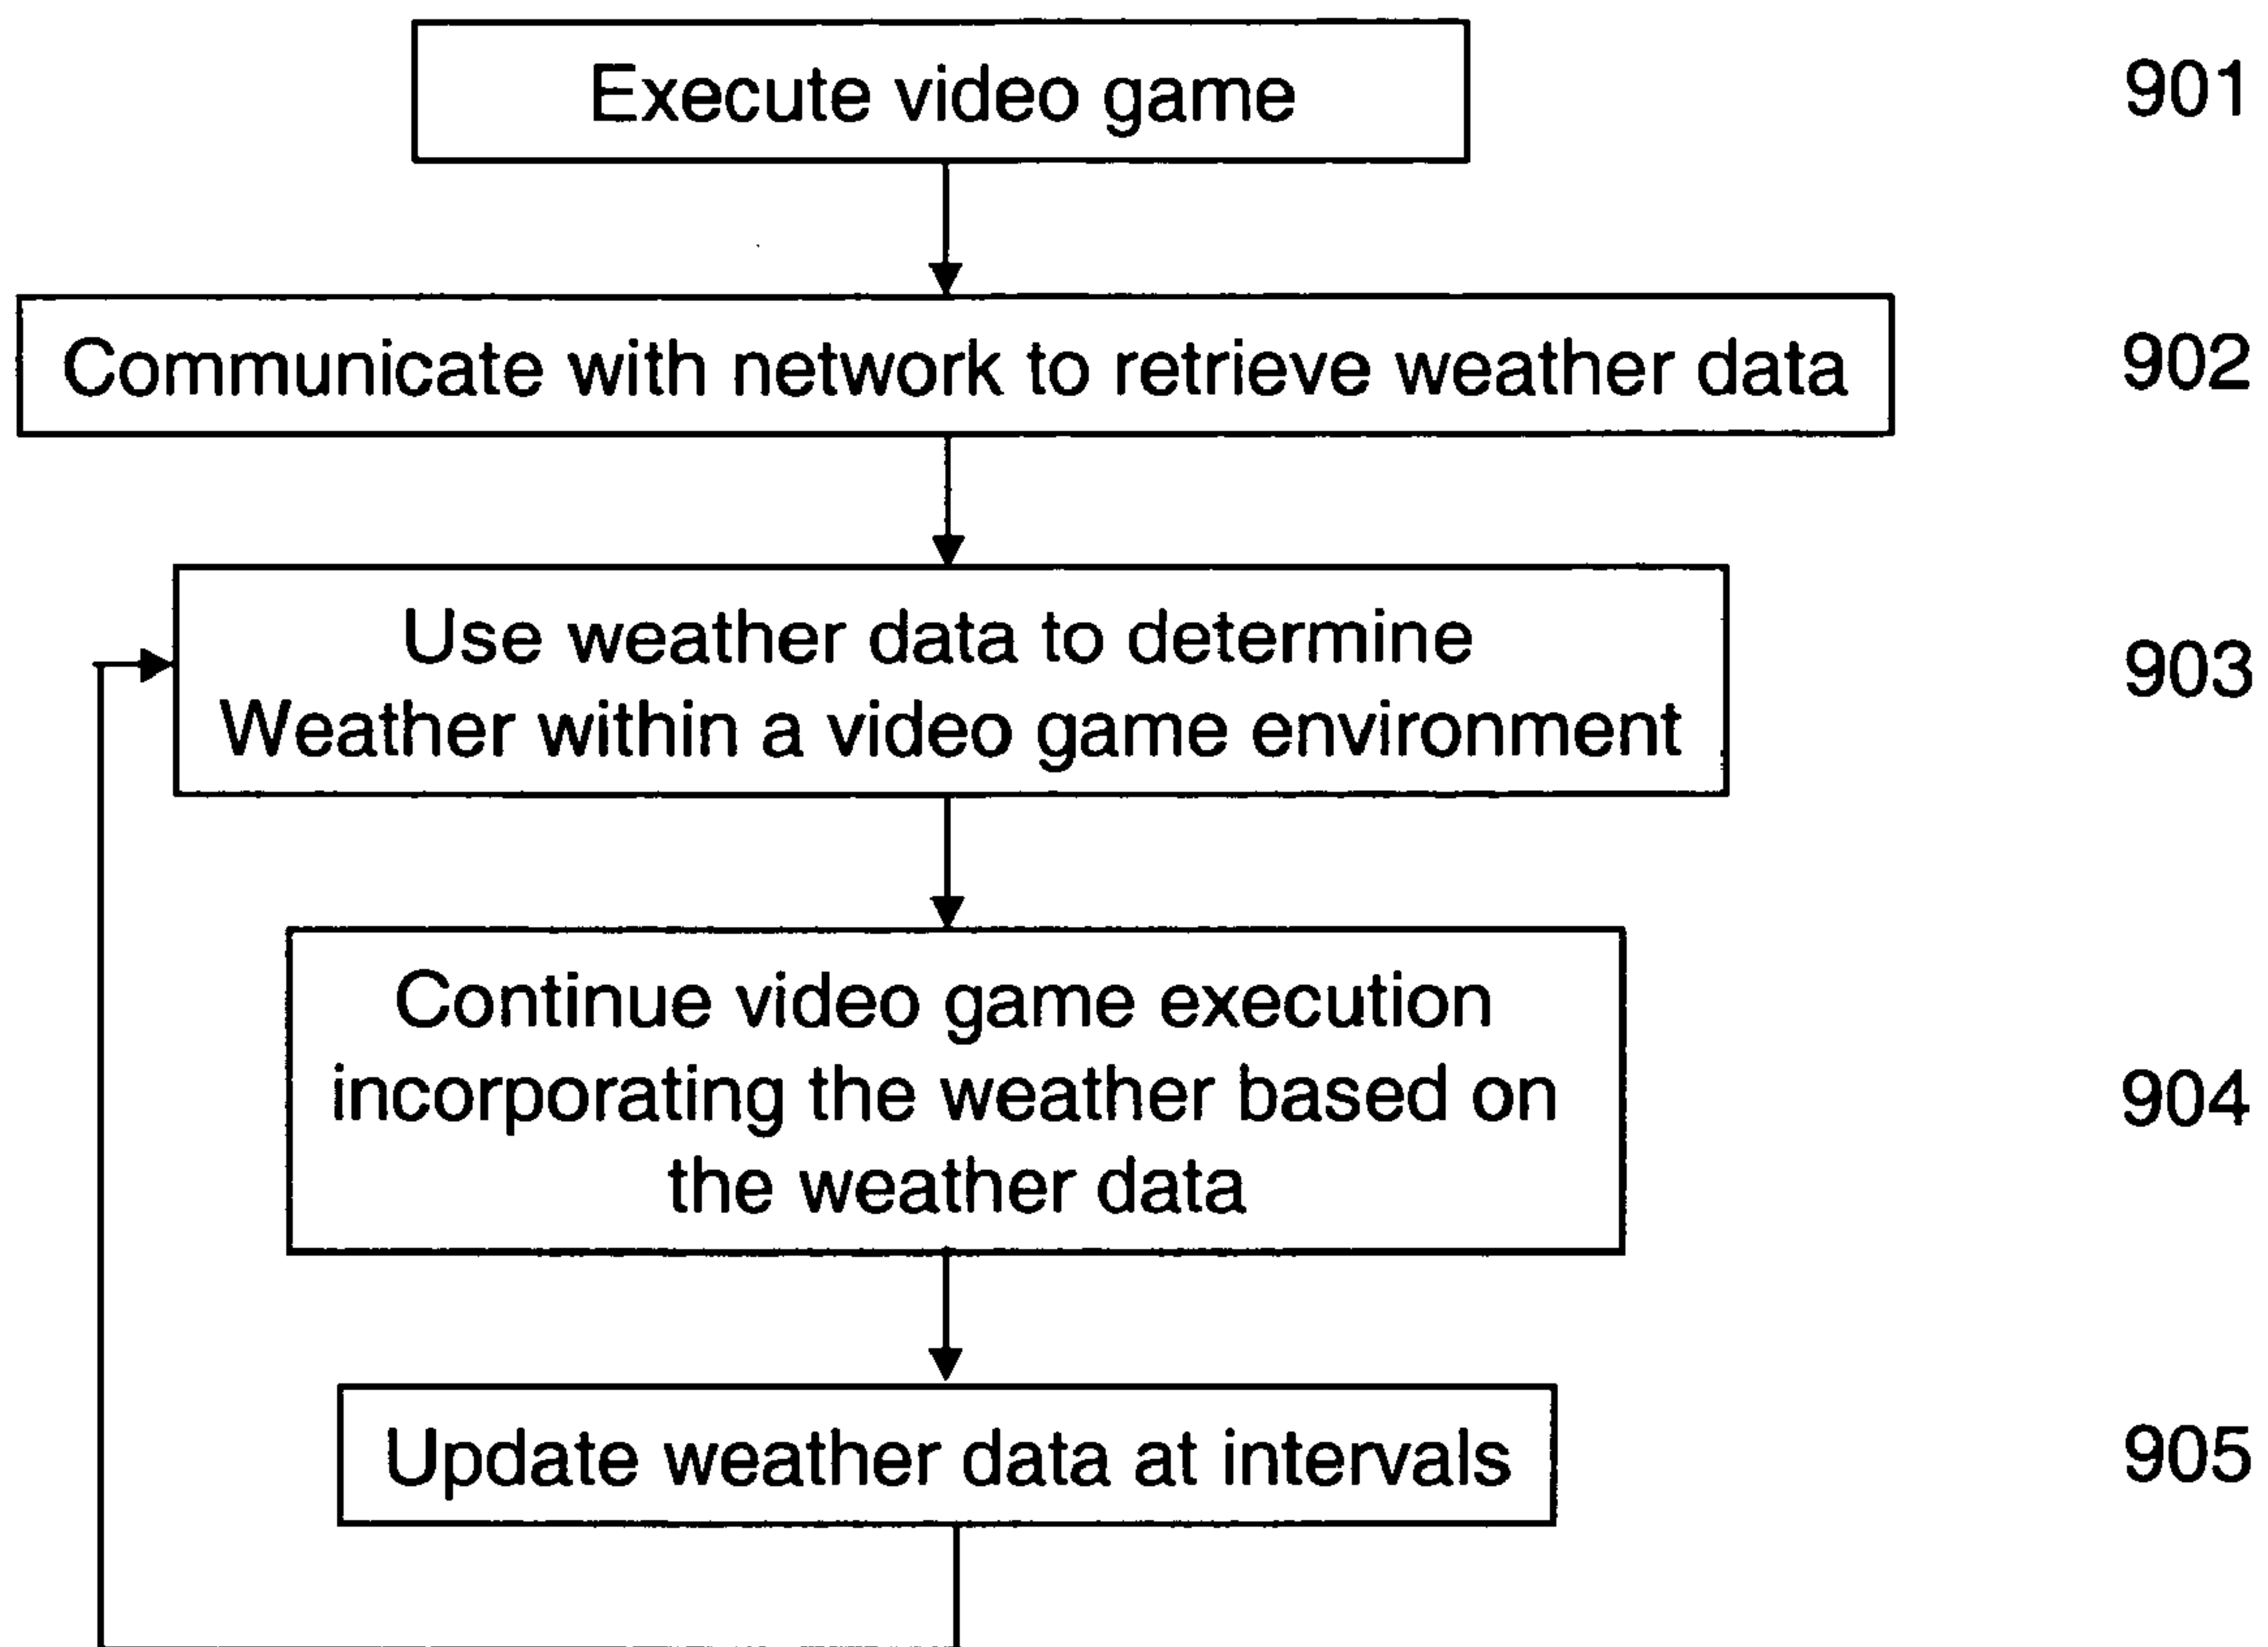 Execute video game
901
Communicate with network to retrieve weather data
902
Use weather data to determine
Weather within a video game environment
903
Continue video game execution
incorporating the weather based on
the weather data
904
Update weather data at intervals
905